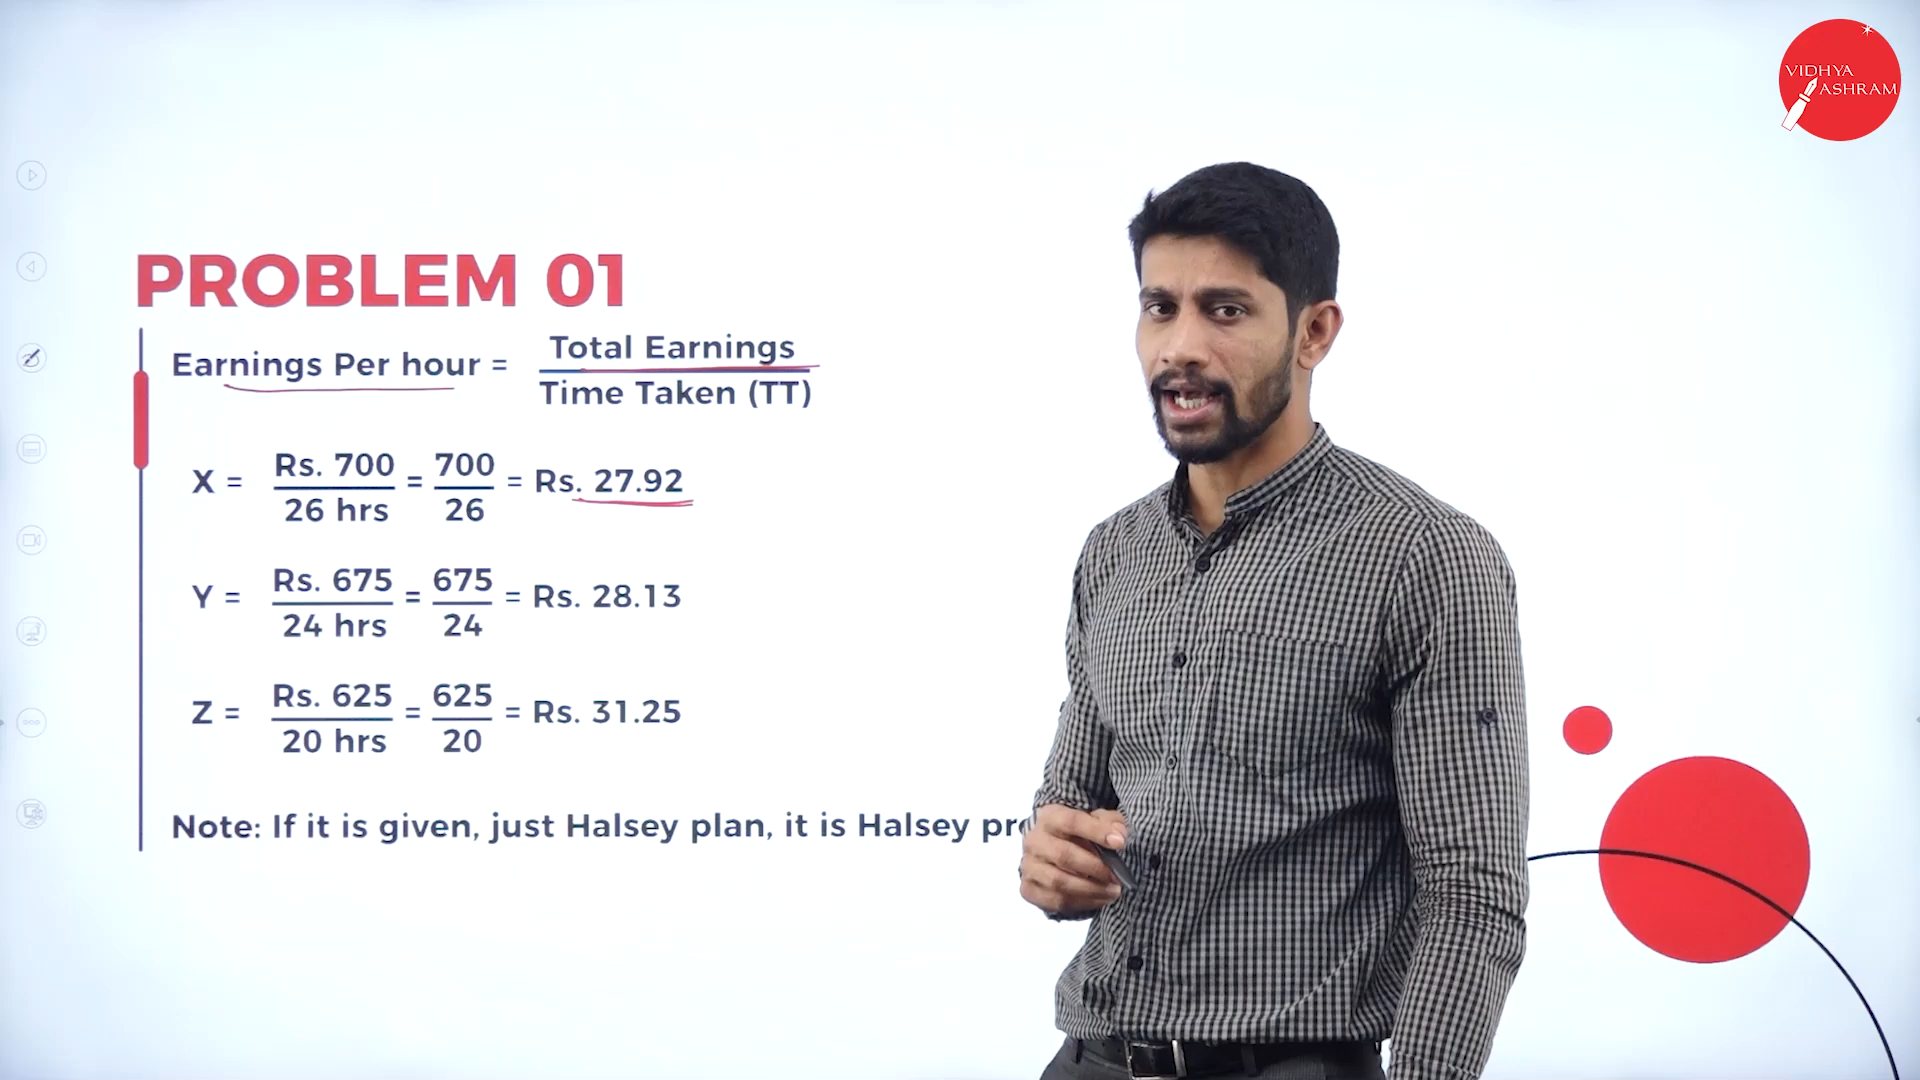 VIDHYA
ASHRAM
PROBLEM 01
Earnings Per hour = Total Earnings
Time Taken (TT)
X = Rs. 700 = 700 = Rs. 27.92
26 hrs 26
Y = Rs. 675 = 675 = Rs. 28.13
24 hrs 24
Z = Rs. 625 = 625 = Rs. 31.25
20 hrs 20
Note: If it is given, just Halsey plan, it is Halsey